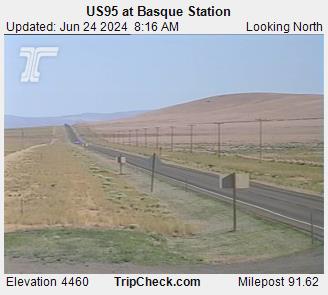 US95 at Basque Station
Updated: Jun 24 2024 8:16 AM Looking North
Elevation 4460 TripCheck.com Milepost 91.62